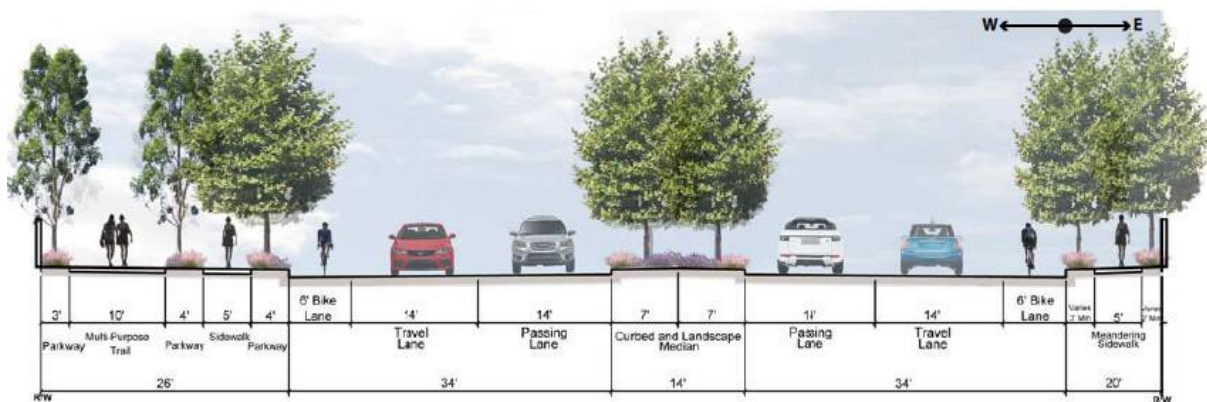 W E
3' 10' 4' 5' 4' 6' Bike Lane 14' 14' 7' 7' 14' 14' 6' Bike Lane Varies 5'
Parkway Multi-Purpose Trail Parkway Sidewalk Parkway Travel Lane Passing Lane Curbed and Landscape Median Passing Lane Travel Lane Meandering Sidewalk
26' 34' 14' 34' 20'
R/W R/W